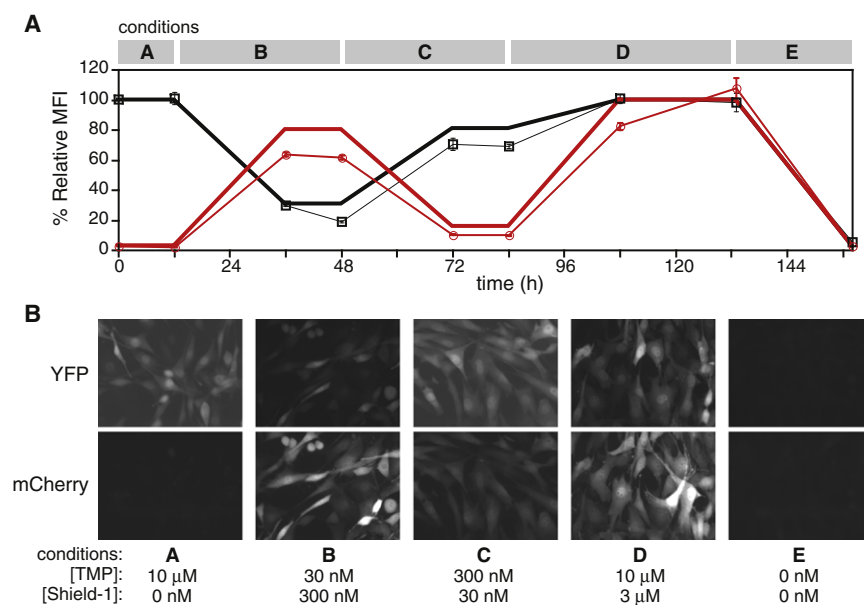 A
conditions
A B C D E
120
100
80
60
40
20
0
% Relative MFI
0 24 48 72 96 120 144
time (h)
B
YFP
mCherry
conditions: A B C D E
[TMP]: 10 µM 30 nM 300 nM 10 µM 0 nM
[Shield-1]: 0 nM 300 nM 30 nM 3 µM 0 nM